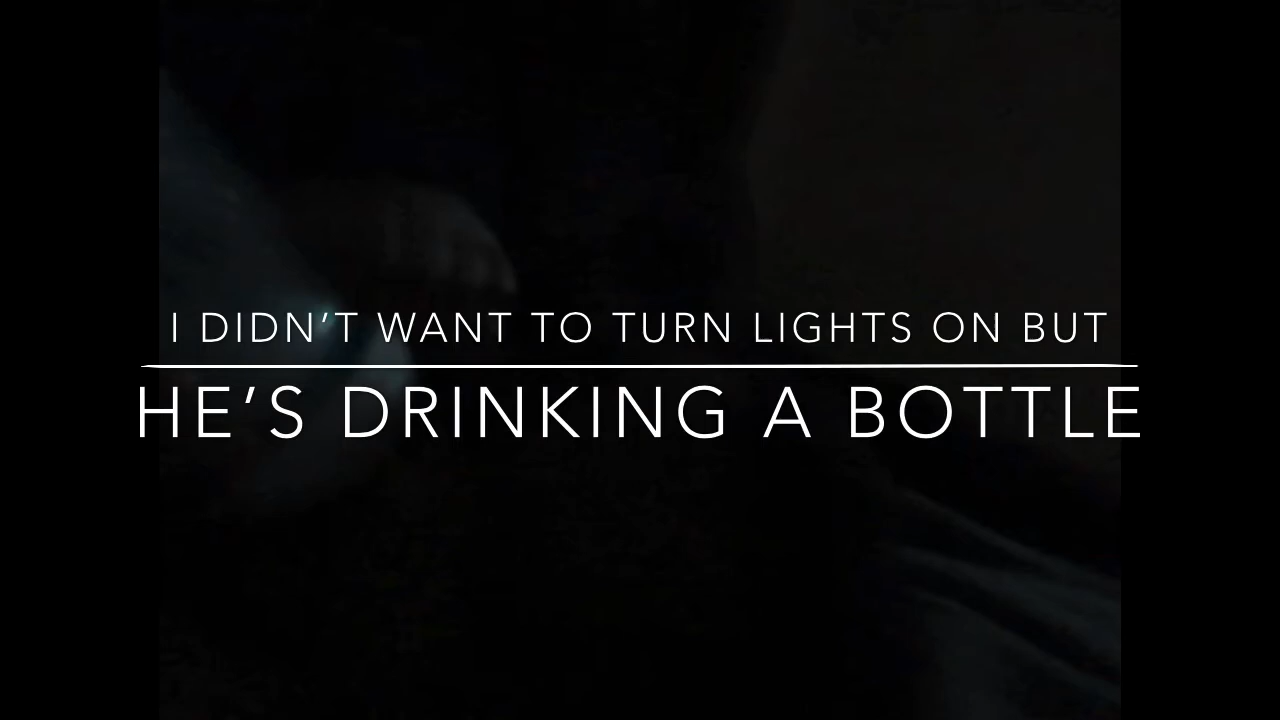 I DIDN’T WANT TO TURN LIGHTS ON BUT
HE’S DRINKING A BOTTLE